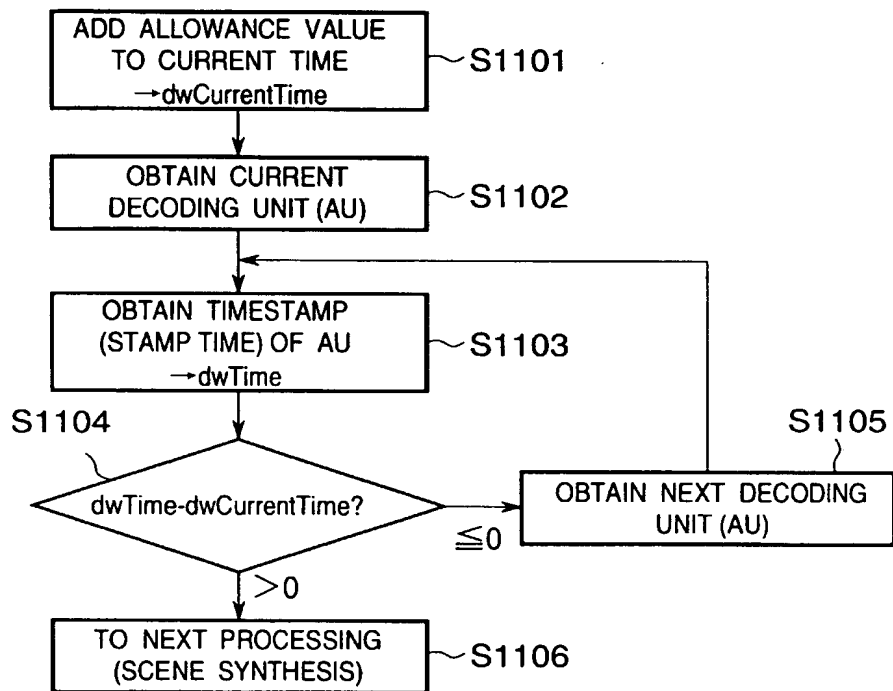 ADD ALLOWANCE VALUE
TO CURRENT TIME
→dwCurrentTime
S1101
OBTAIN CURRENT
DECODING UNIT (AU)
S1102
OBTAIN TIMESTAMP
(STAMP TIME) OF AU
→dwTime
S1103
S1104
dwTime-dwCurrentTime?
≦0
>0
S1105
OBTAIN NEXT DECODING
UNIT (AU)
TO NEXT PROCESSING
(SCENE SYNTHESIS)
S1106